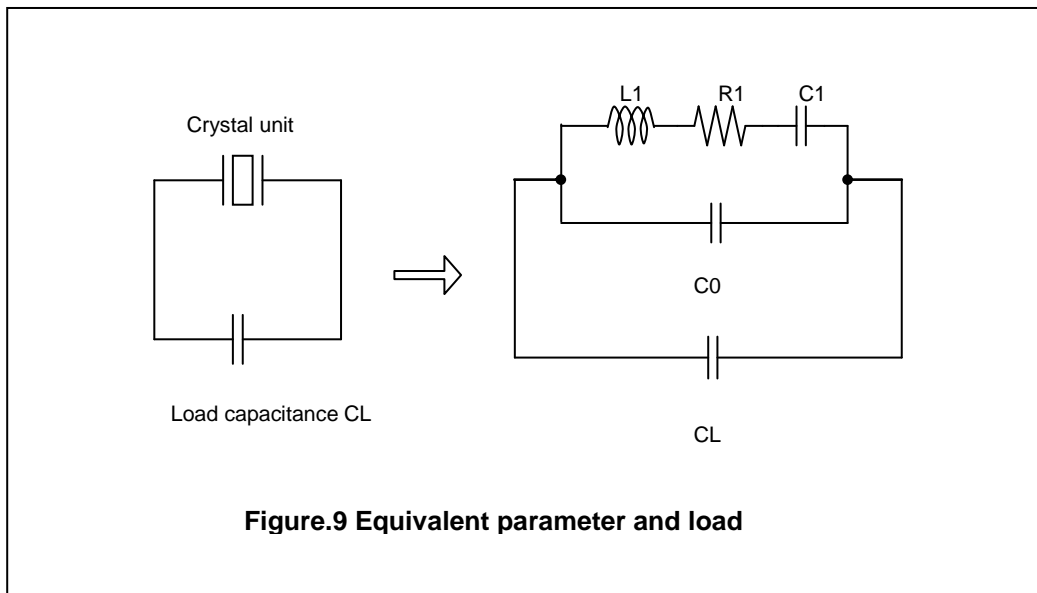 Crystal unit
Load capacitance CL
L1 R1 C1
C0
CL
Figure.9 Equivalent parameter and load